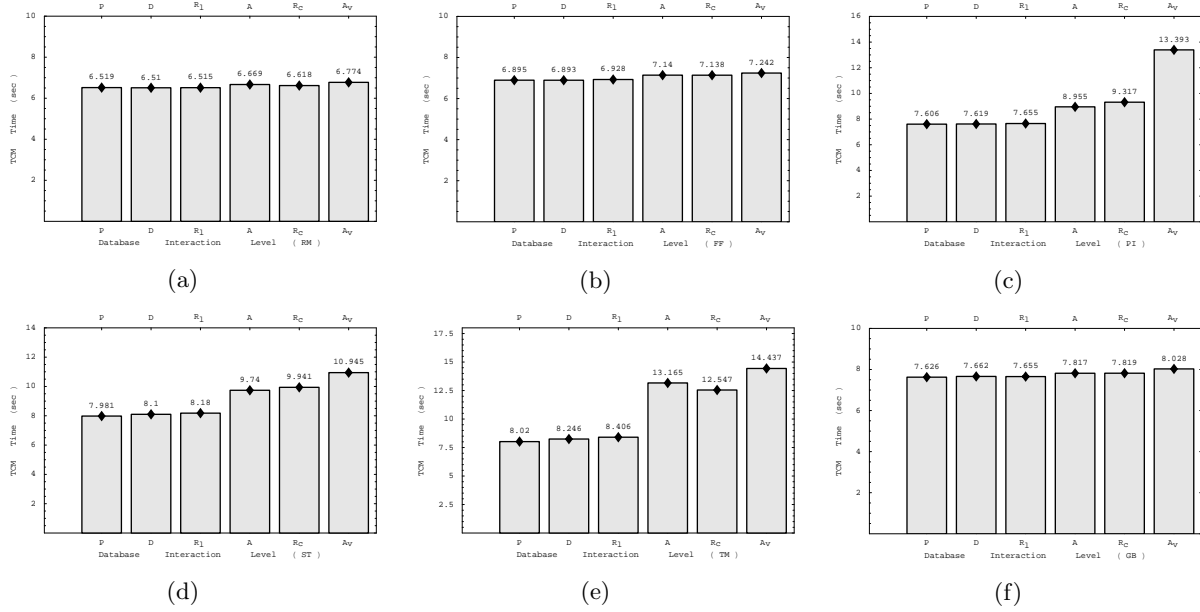 P D R1 A Rc Av
10
8
6
4
2
TCM Time (sec)
6.519 6.51 6.515 6.669 6.618 6.774
P D R1 A Rc Av
Database Interaction Level (RM)
(a)
P D R1 A Rc Av
10
8
6
4
2
TCM Time (sec)
6.895 6.893 6.928 7.14 7.138 7.242
P D R1 A Rc Av
Database Interaction Level (FF)
(b)
P D R1 A Rc Av
16
14
12
10
8
6
4
2
TCM Time (sec)
7.606 7.619 7.655 8.955 9.317 13.393
P D R1 A Rc Av
Database Interaction Level (PI)
(c)
P D R1 A Rc Av
14
12
10
8
6
4
2
TCM Time (sec)
7.981 8.1 8.18 9.74 9.941 10.945
P D R1 A Rc Av
Database Interaction Level (ST)
(d)
P D R1 A Rc Av
17.5
15
12.5
10
7.5
5
2.5
TCM Time (sec)
8.02 8.246 8.406 13.165 12.547 14.437
P D R1 A Rc Av
Database Interaction Level (TM)
(e)
P D R1 A Rc Av
10
8
6
4
2
TCM Time (sec)
7.626 7.662 7.655 7.817 7.819 8.028
P D R1 A Rc Av
Database Interaction Level (GB)
(f)